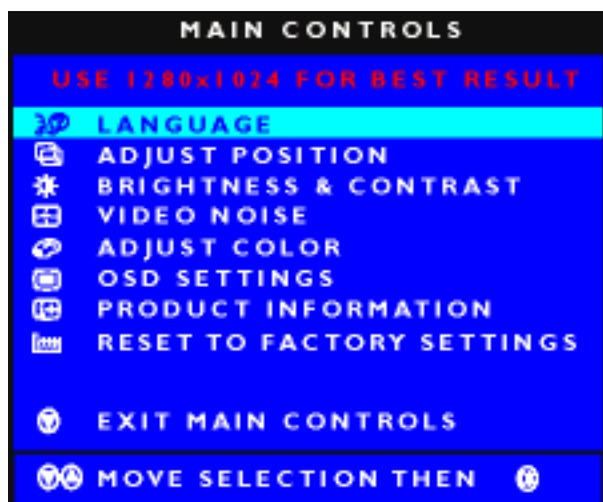 MAIN CONTROLS
USE 1280x1024 FOR BEST RESULT
LANGUAGE
ADJUST POSITION
BRIGHTNESS & CONTRAST
VIDEO NOISE
ADJUST COLOR
OSD SETTINGS
PRODUCT INFORMATION
RESET TO FACTORY SETTINGS
EXIT MAIN CONTROLS
MOVE SELECTION THEN